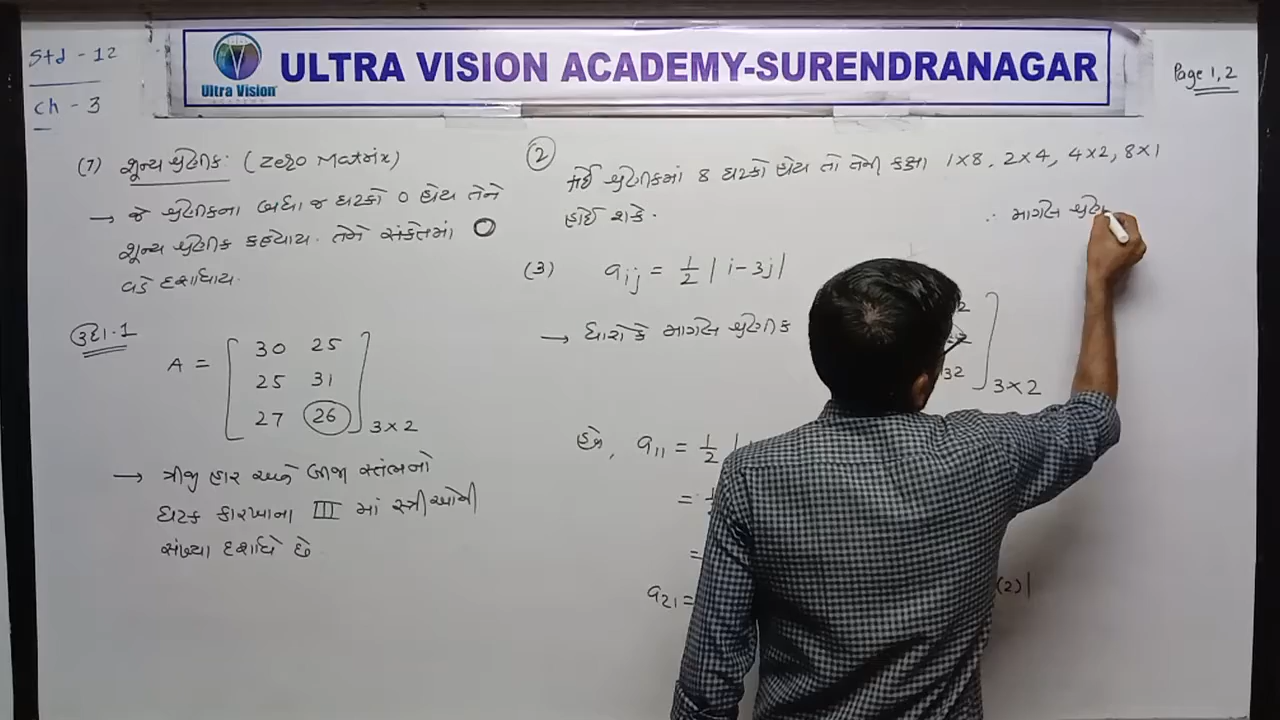 Std - 12
ch - 3
Ultra Vision
ULTRA VISION ACADEMY-SURENDRANAGAR
Page 1, 2
(7) શૂન્ય શ્રેણીક: (Zero Matrix)
→ જે શ્રેણીકના બધા જ ઘટકો 0 હોય તેને
શૂન્ય શ્રેણીક કહેવાય. તેને સંકેતમાં O
વડે દર્શાવાય.
ઉદા.1
A = [ 30 25
25 31
27 26 ] 3×2
→ ત્રીજી હાર અને બીજા સ્તંભનો
ઘટક કારખાના III માં સ્ત્રીઓની
સંખ્યા દર્શાવે છે
(2)
કોઈ શ્રેણીકમાં 8 ઘટકો હોય તો તેની કક્ષા 1×8, 2×4, 4×2, 8×1
હોઈ શકે.
(3) aij = 1/2 | i - 3j |
→ ધારોકે માગેલ શ્રેણીક
3×2
હવે, a11 = 1/2 |
=
=
a21 = (2)|
∴ માગેલ